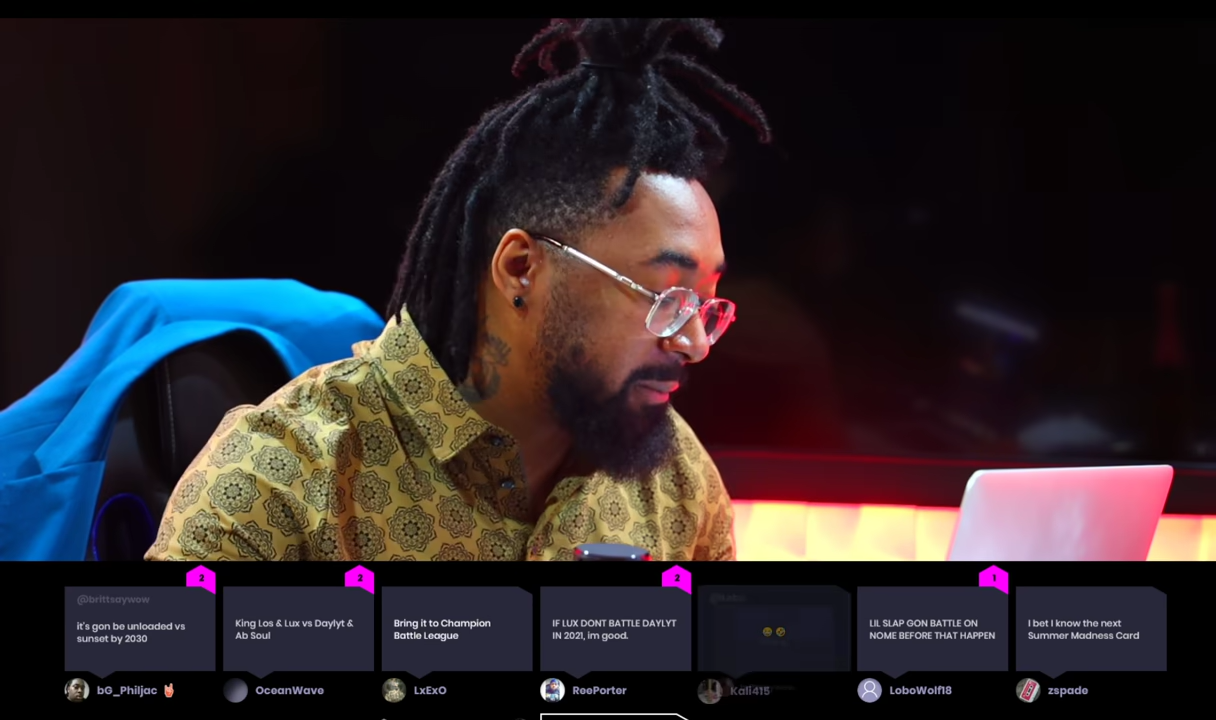 2
2
2
1
@brittsaywow
it's gon be unloaded vs
sunset by 2030
bG_Philjac
King Los & Lux vs Daylyt &
Ab Soul
OceanWave
Bring it to Champion
Battle League
LxExO
IF LUX DONT BATTLE DAYLYT
IN 2021, im good.
ReePorter
Kali415
LIL SLAP GON BATTLE ON
NOME BEFORE THAT HAPPEN
LoboWolf18
I bet I know the next
Summer Madness Card
zspade